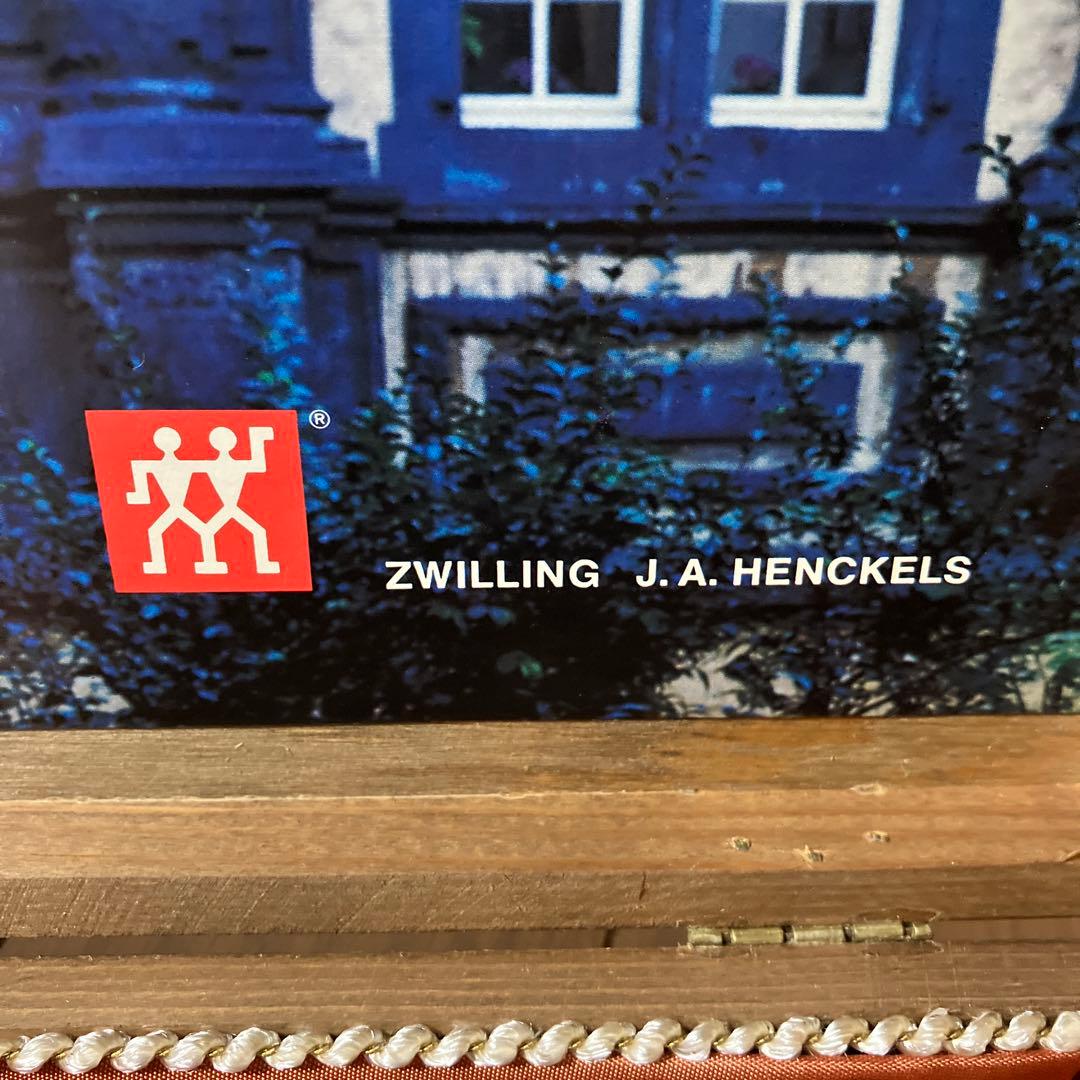 ®
ZWILLING J. A. HENCKELS